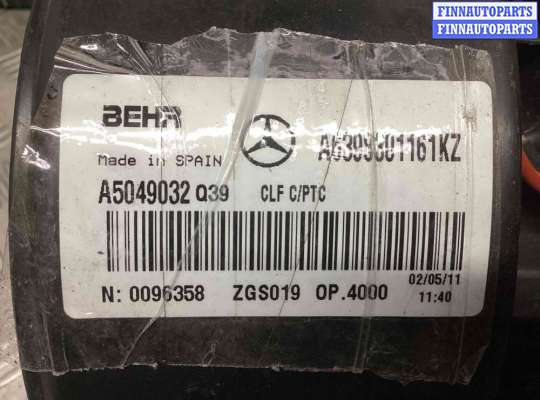 FINNAUTOPARTS
FINNAUTOPARTS
BEHR
Made in SPAIN
A5049032 Q39 CLF C/PTC
N: 0096358 ZGS019 OP.4000
02/05/11
11:40